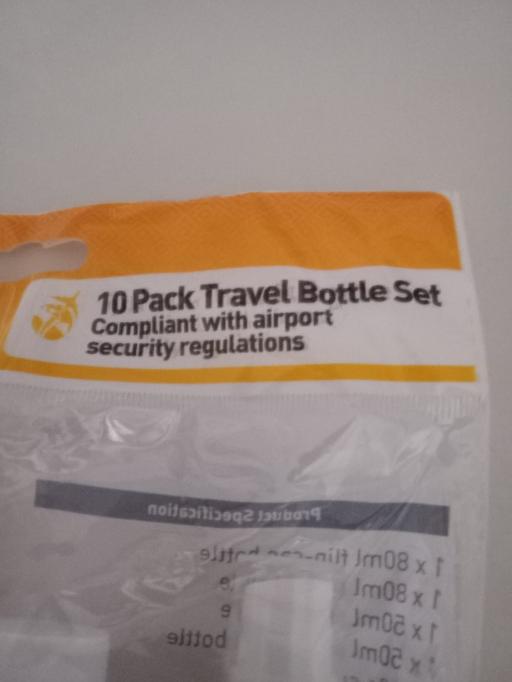 10 Pack Travel Bottle Set
Compliant with airport
security regulations
Product Specification
1 x 80ml flip-cap bottle
1 x 80ml
1 x 50ml
1 x 50ml bottle